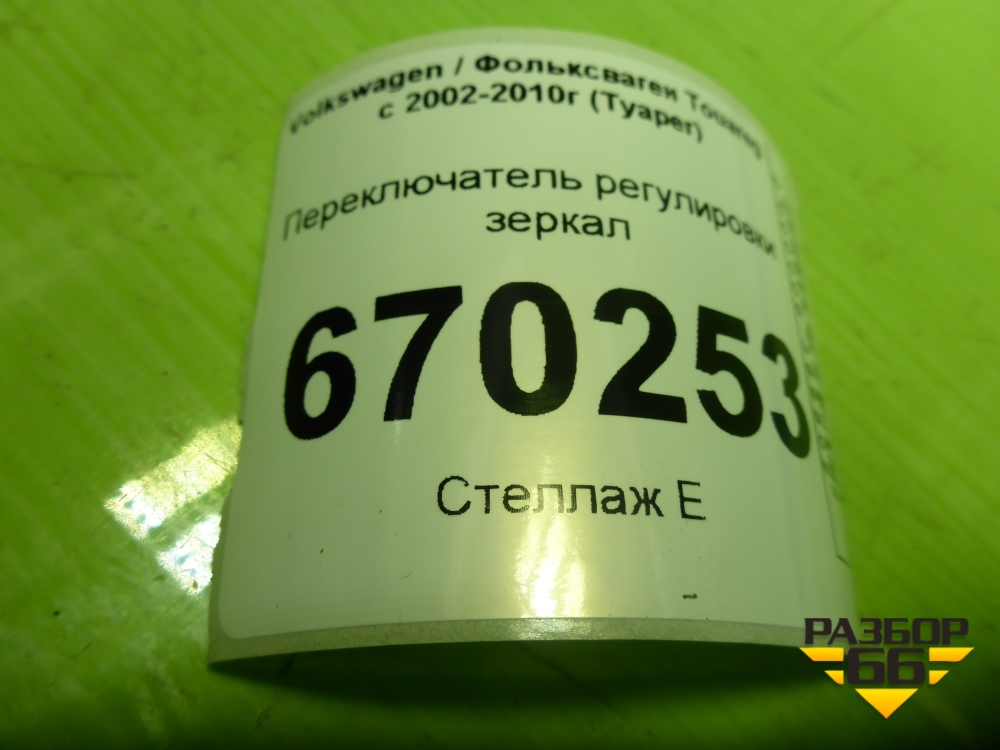 Volkswagen / Фольксваген Touareg
с 2002-2010г (Туарег)
Переключатель регулировки
зеркал
670253
Стеллаж Е
РАЗБОР
66